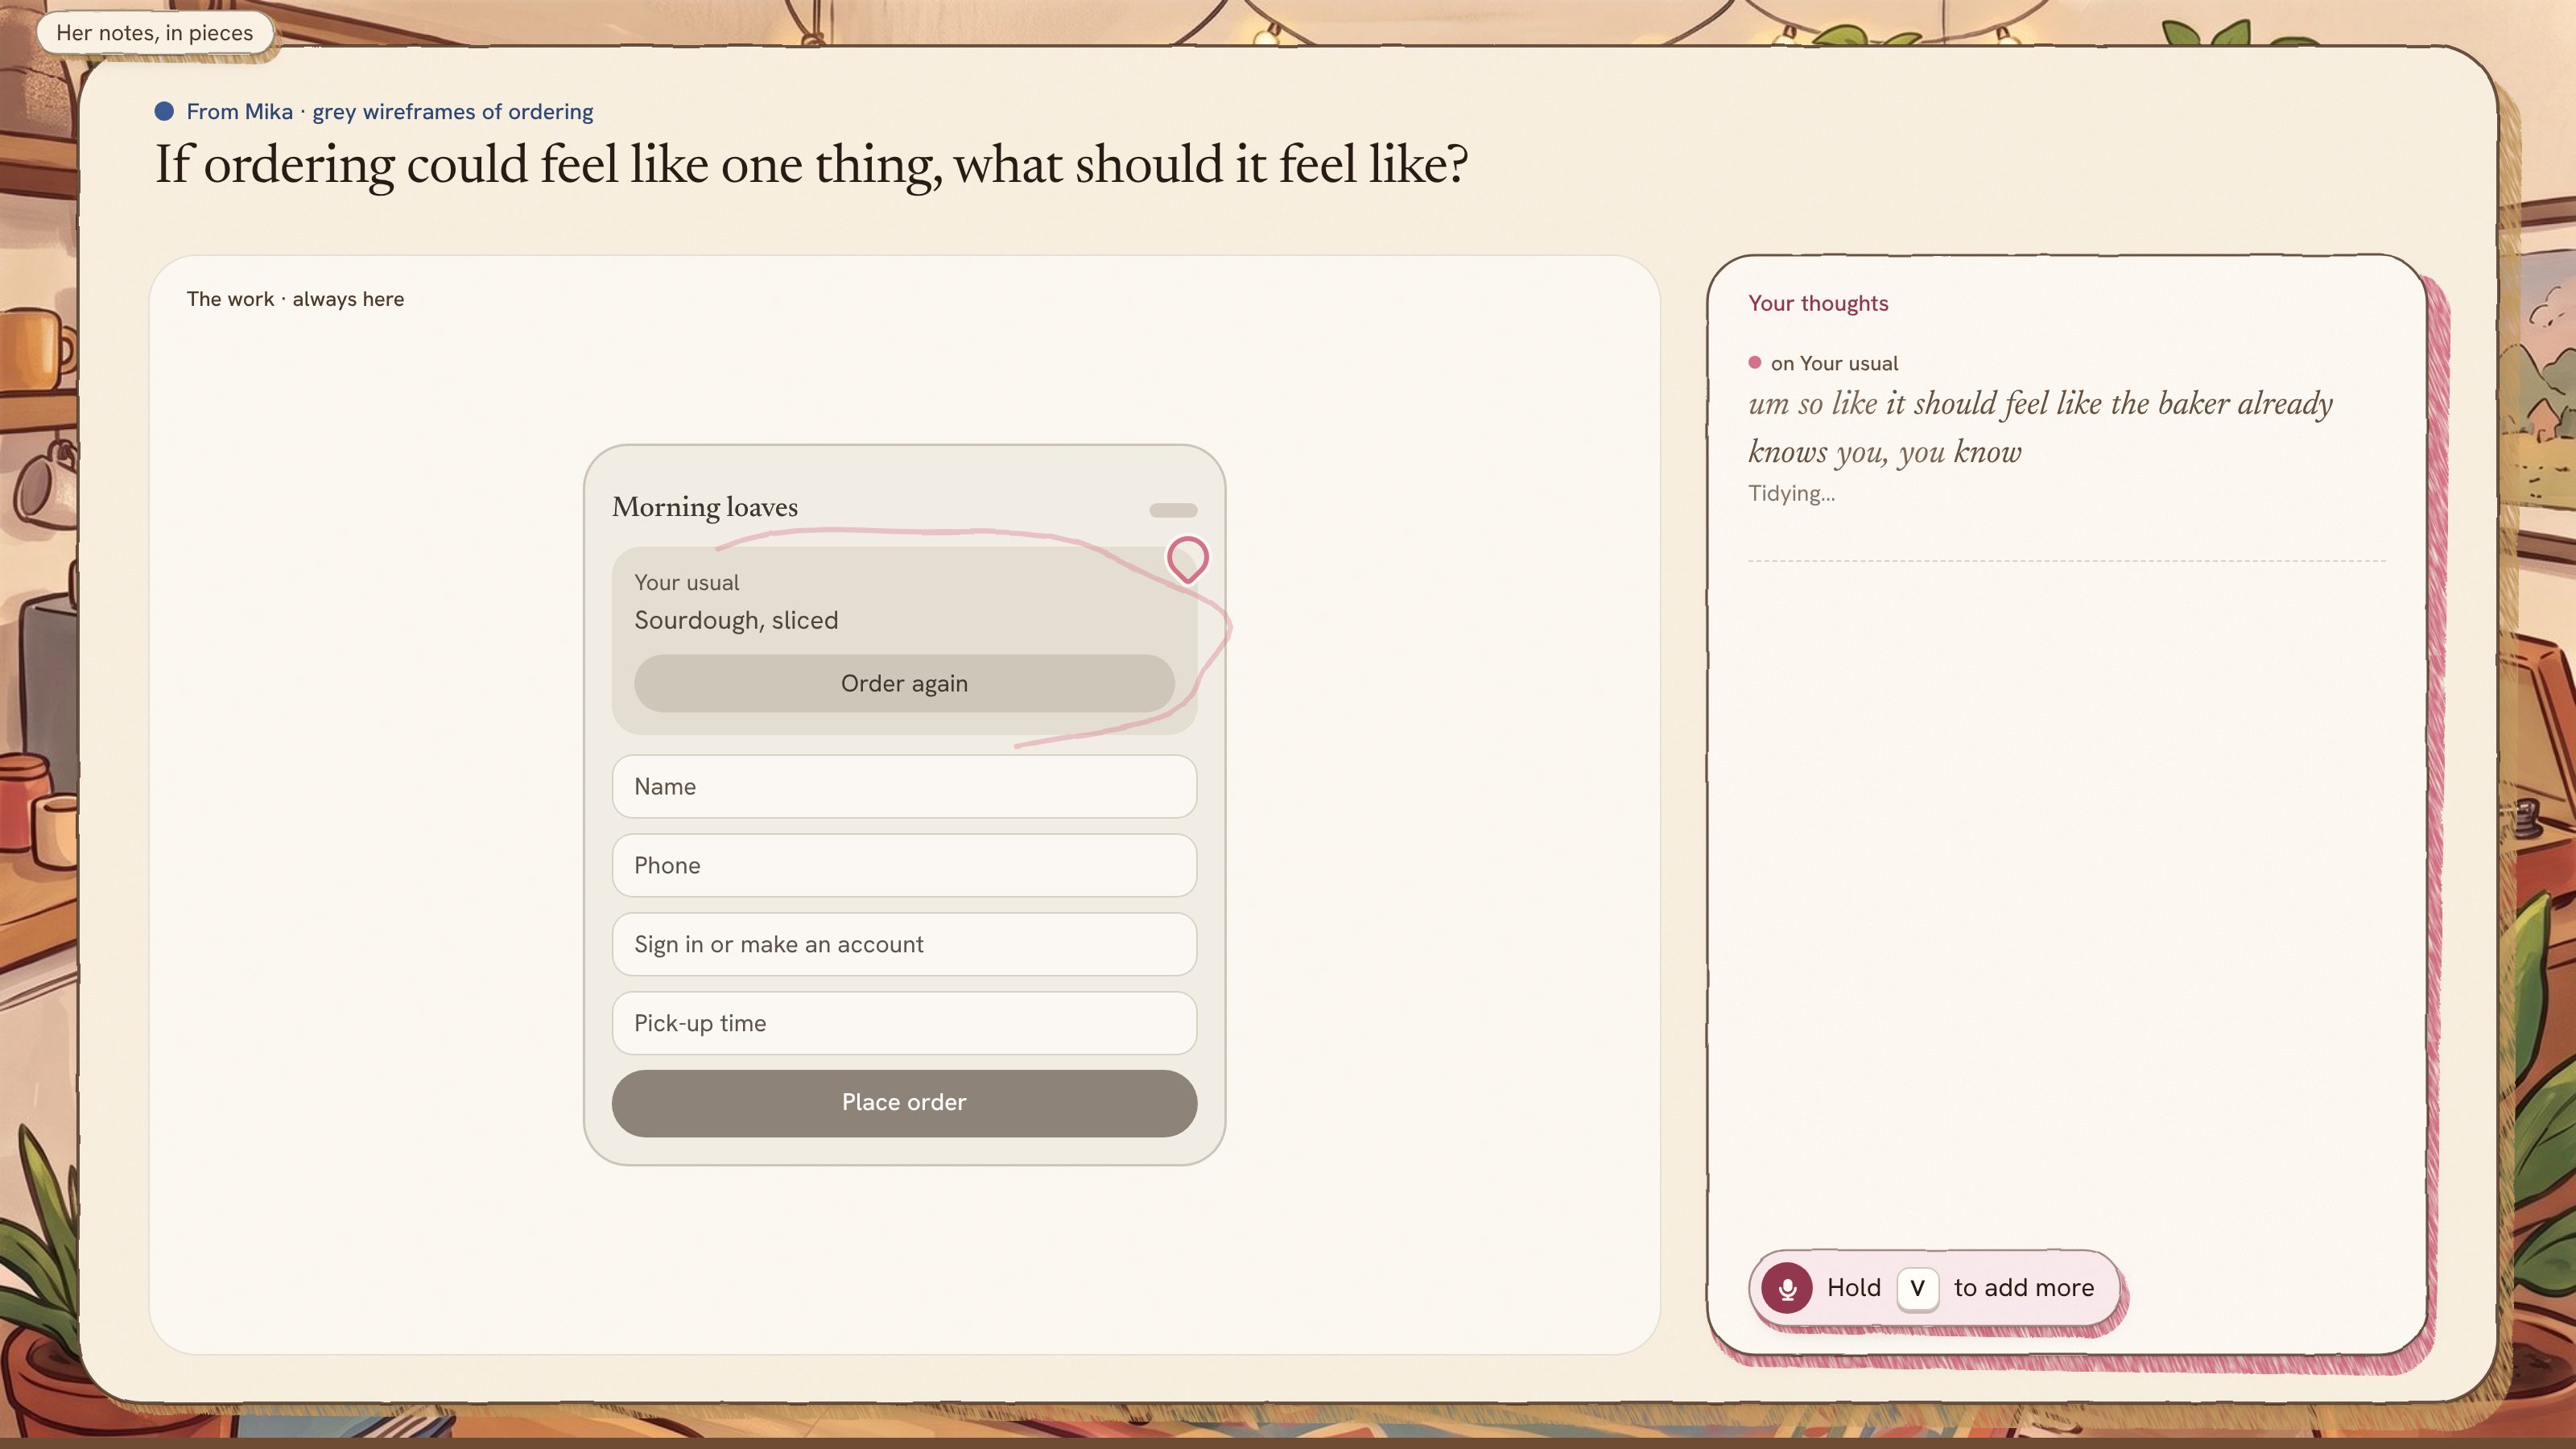 Her notes, in pieces
From Mika · grey wireframes of ordering
If ordering could feel like one thing, what should it feel like?
The work · always here
Morning loaves
Your usual
Sourdough, sliced
Order again
Name
Phone
Sign in or make an account
Pick-up time
Place order
Your thoughts
on Your usual
um so like it should feel like the baker already
knows you, you know
Tidying...
Hold V to add more